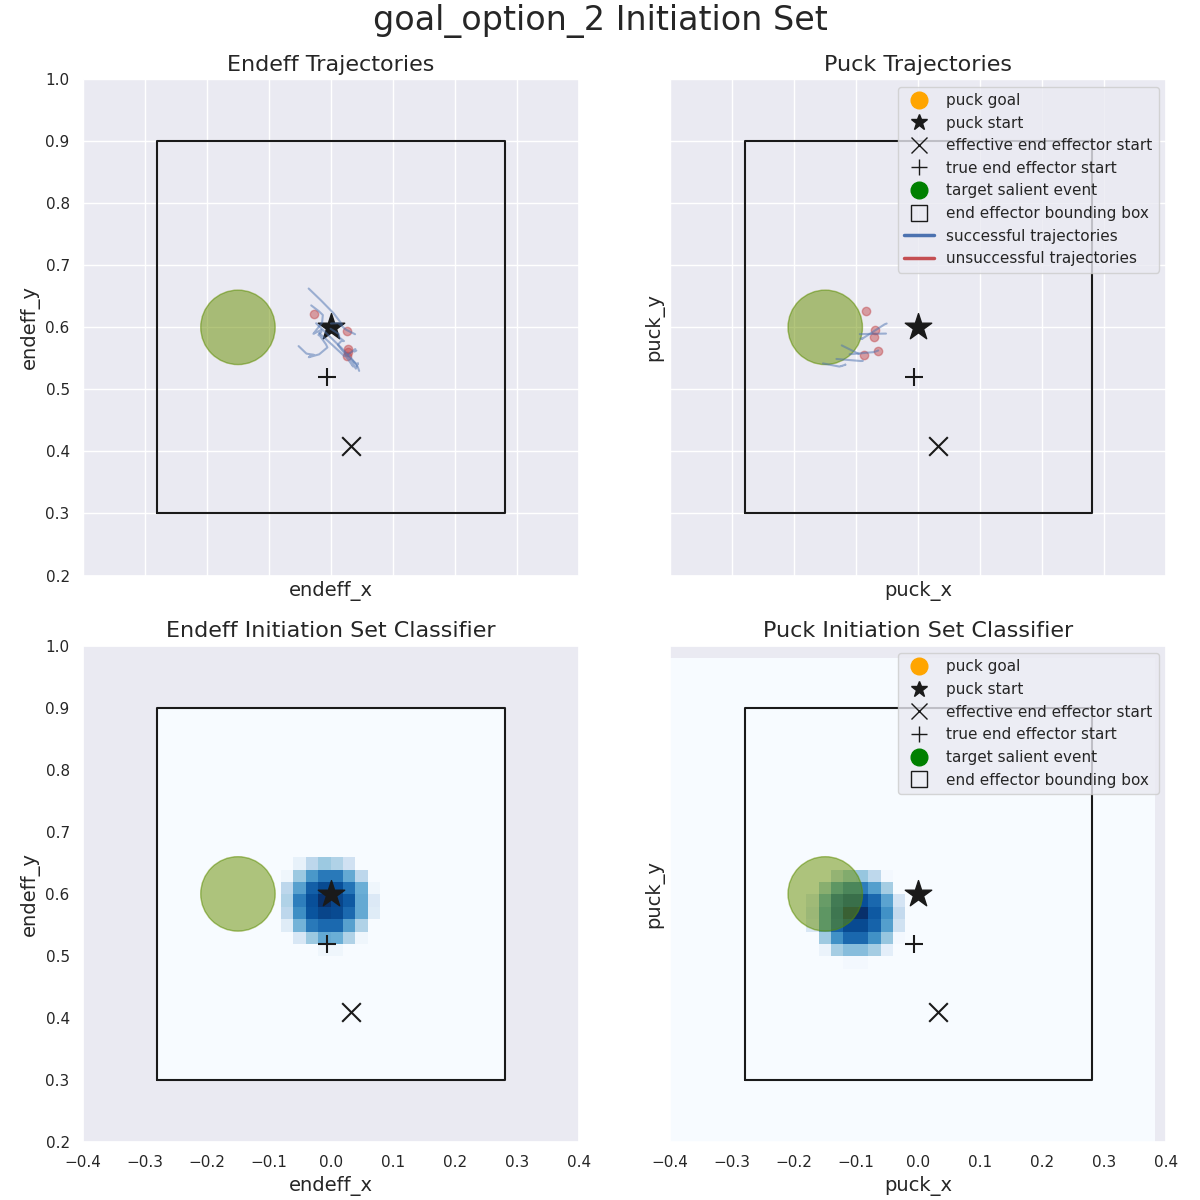 goal_option_2 Initiation Set
Endeff Trajectories
Puck Trajectories
1.0
0.9
0.8
0.7
0.6
0.5
0.4
0.3
0.2
endeff_y
endeff_x
puck_y
puck_x
puck goal
puck start
effective end effector start
true end effector start
target salient event
end effector bounding box
successful trajectories
unsuccessful trajectories
Endeff Initiation Set Classifier
Puck Initiation Set Classifier
1.0
0.9
0.8
0.7
0.6
0.5
0.4
0.3
0.2
endeff_y
−0.4 −0.3 −0.2 −0.1 0.0 0.1 0.2 0.3 0.4
endeff_x
puck_y
puck goal
puck start
effective end effector start
true end effector start
target salient event
end effector bounding box
−0.4 −0.3 −0.2 −0.1 0.0 0.1 0.2 0.3 0.4
puck_x